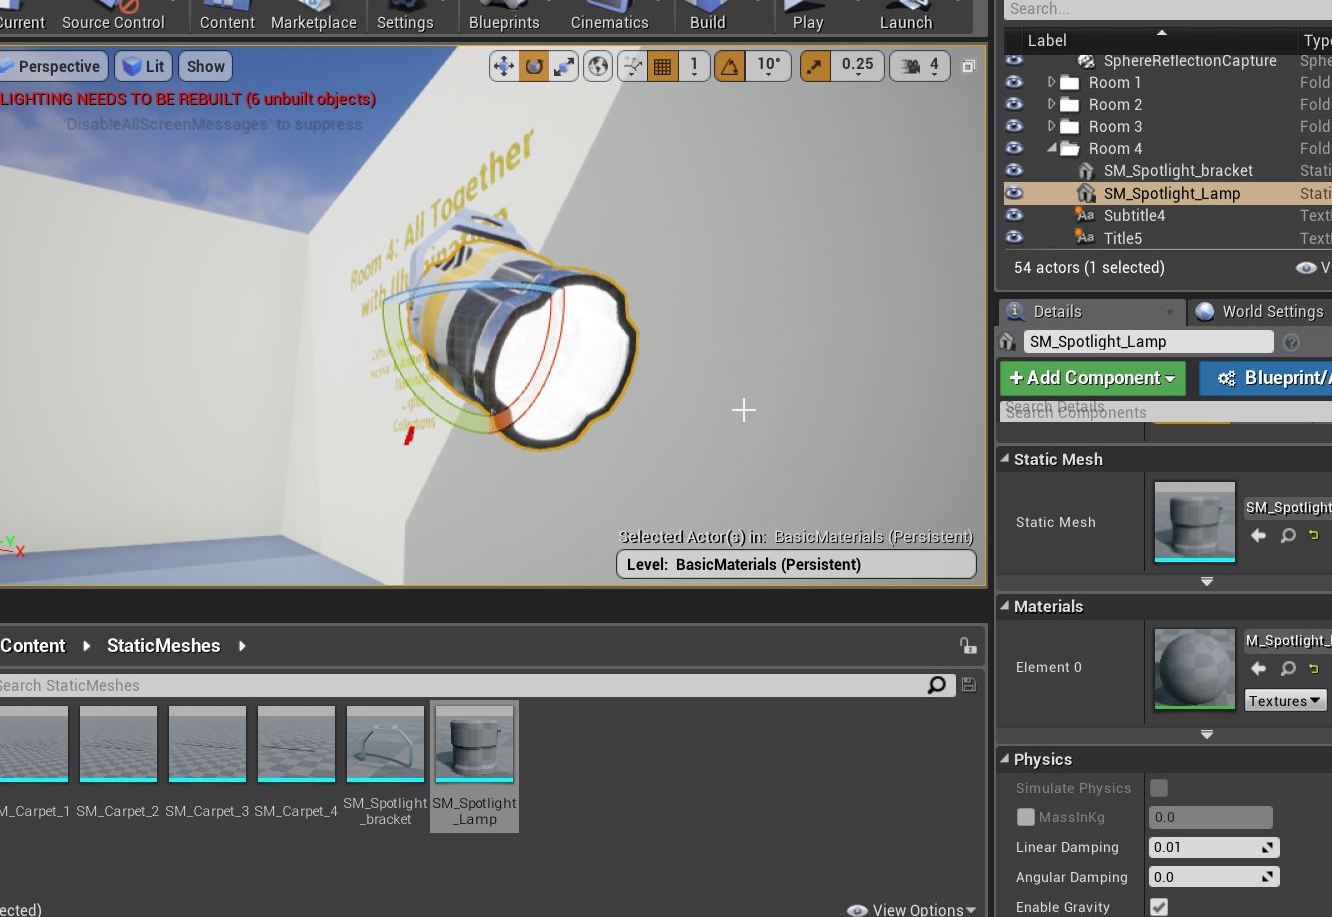 Source Control
Content
Marketplace
Settings
Blueprints
Cinematics
Build
Play
Launch
Search...
Label
Perspective
Lit
Show
1
10°
0.25
4
LIGHTING NEEDS TO BE REBUILT (6 unbuilt objects)
'DisableAllScreenMessages' to suppress
SphereReflectionCapture
Room 1
Fold
Room 2
Fold
Room 3
Fold
Room 4
Fold
SM_Spotlight_bracket
Stati
SM_Spotlight_Lamp
Stati
Subtitle4
Text
Title5
Text
54 actors (1 selected)
V
Room 4: All Together
with Illumination
Lights
Collections
Y
X
Selected Actor(s) in: BasicMaterials (Persistent)
Level: BasicMaterials (Persistent)
Details
World Settings
SM_Spotlight_Lamp
+ Add Component
Blueprint/
Search Details
Search Components
Static Mesh
Static Mesh
SM_Spotlight
Materials
Element 0
M_Spotlight_
Textures
Physics
Simulate Physics
MassInKg
0.0
Linear Damping
0.01
Angular Damping
0.0
Enable Gravity
Content
StaticMeshes
Search StaticMeshes
M_Carpet_1
SM_Carpet_2
SM_Carpet_3
SM_Carpet_4
SM_Spotlight
_bracket
SM_Spotlight
_Lamp
ected)
View Options